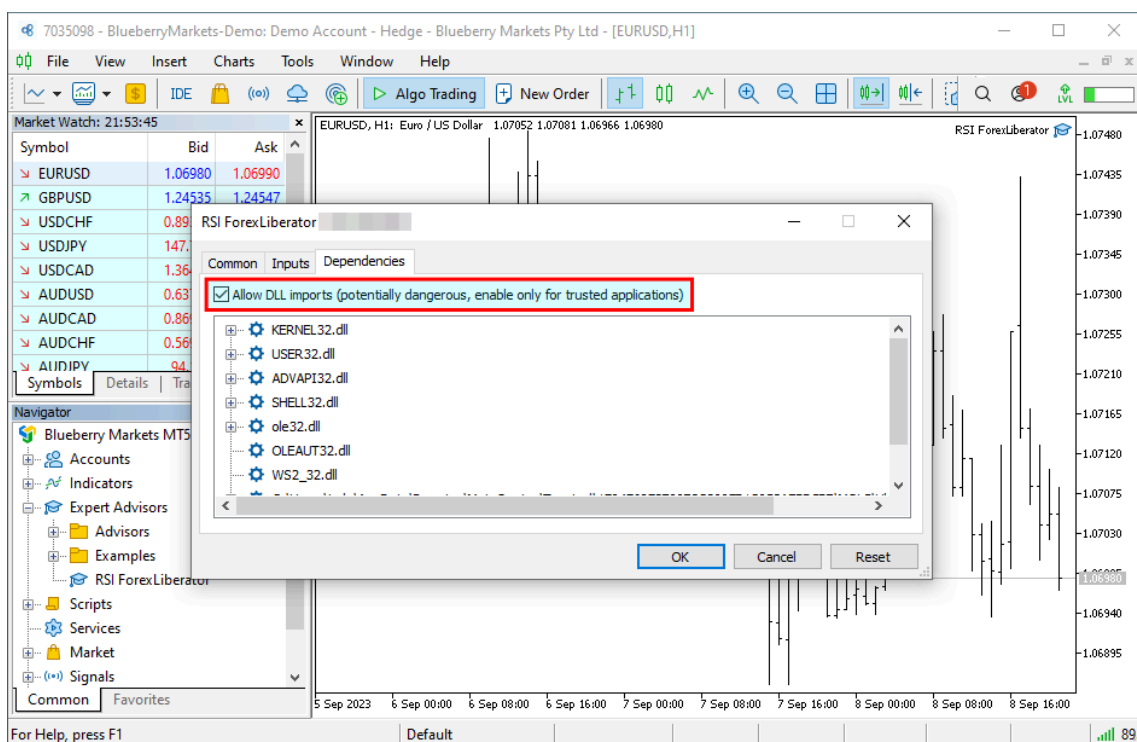 7035098 - BlueberryMarkets-Demo: Demo Account - Hedge - Blueberry Markets Pty Ltd - [EURUSD,H1]
File View Insert Charts Tools Window Help
$ IDE Algo Trading New Order 1 LVL
Market Watch: 21:53:45
Symbol Bid Ask
EURUSD 1.06980 1.06990
GBPUSD 1.24535 1.24547
USDCHF
USDJPY
USDCAD
AUDUSD
AUDCAD
AUDCHF
AUDJPY
Symbols Details
Navigator
Blueberry Markets MT5
Accounts
Indicators
Expert Advisors
Advisors
Examples
RSI ForexLiberator
Scripts
Services
Market
Signals
Common Favorites
EURUSD, H1: Euro / US Dollar 1.07052 1.07081 1.06966 1.06980
RSI ForexLiberator
1.07480
1.07435
1.07390
1.07345
1.07300
1.07255
1.07210
1.07165
1.07120
1.07075
1.07030
1.06980
1.06940
1.06895
5 Sep 2023 6 Sep 00:00 6 Sep 08:00 6 Sep 16:00 7 Sep 00:00 7 Sep 08:00 7 Sep 16:00 8 Sep 00:00 8 Sep 08:00 8 Sep 16:00
RSI ForexLiberator
Common Inputs Dependencies
Allow DLL imports (potentially dangerous, enable only for trusted applications)
KERNEL32.dll
USER32.dll
ADVAPI32.dll
SHELL32.dll
ole32.dll
OLEAUT32.dll
WS2_32.dll
OK Cancel Reset
For Help, press F1 Default 89